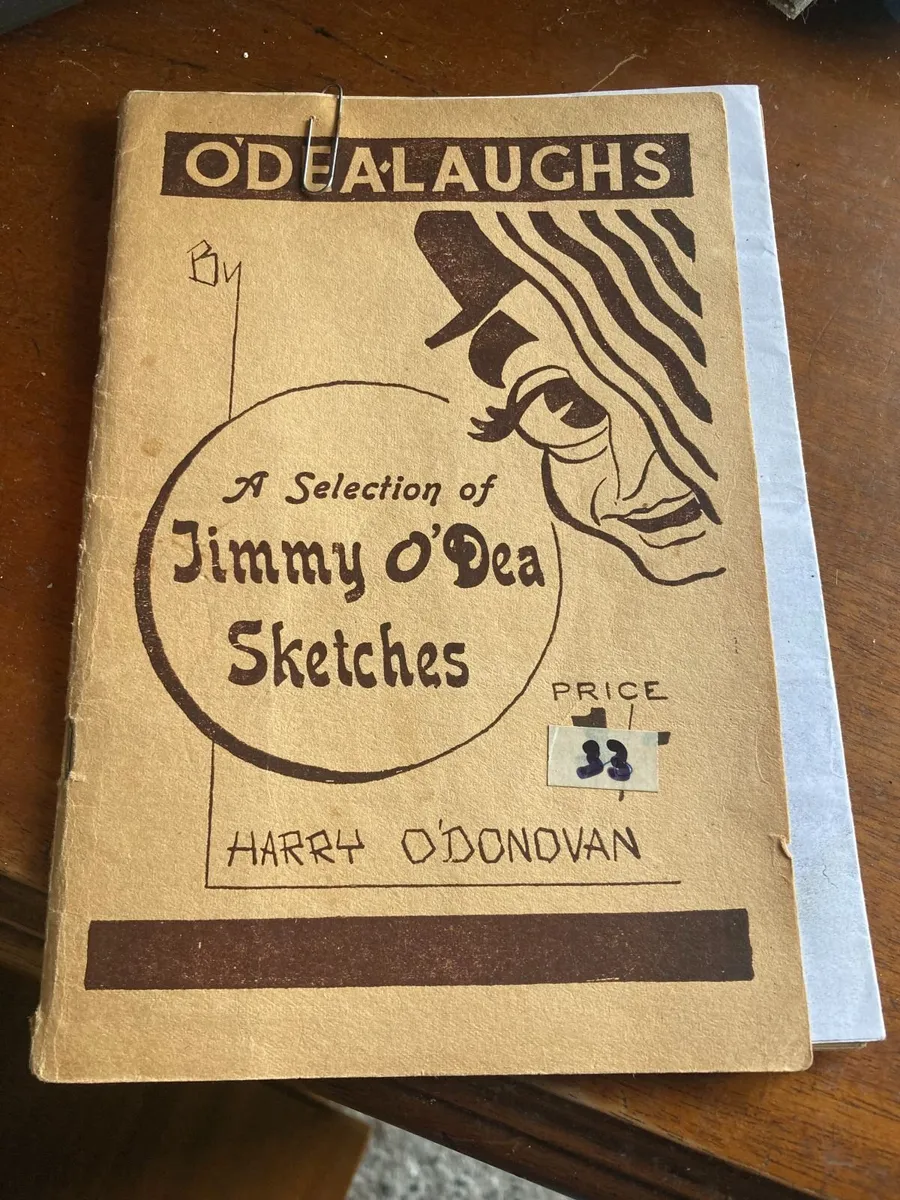 O'DEA-LAUGHS
By
A Selection of
Jimmy O'Dea
Sketches
PRICE
33
HARRY O'DONOVAN